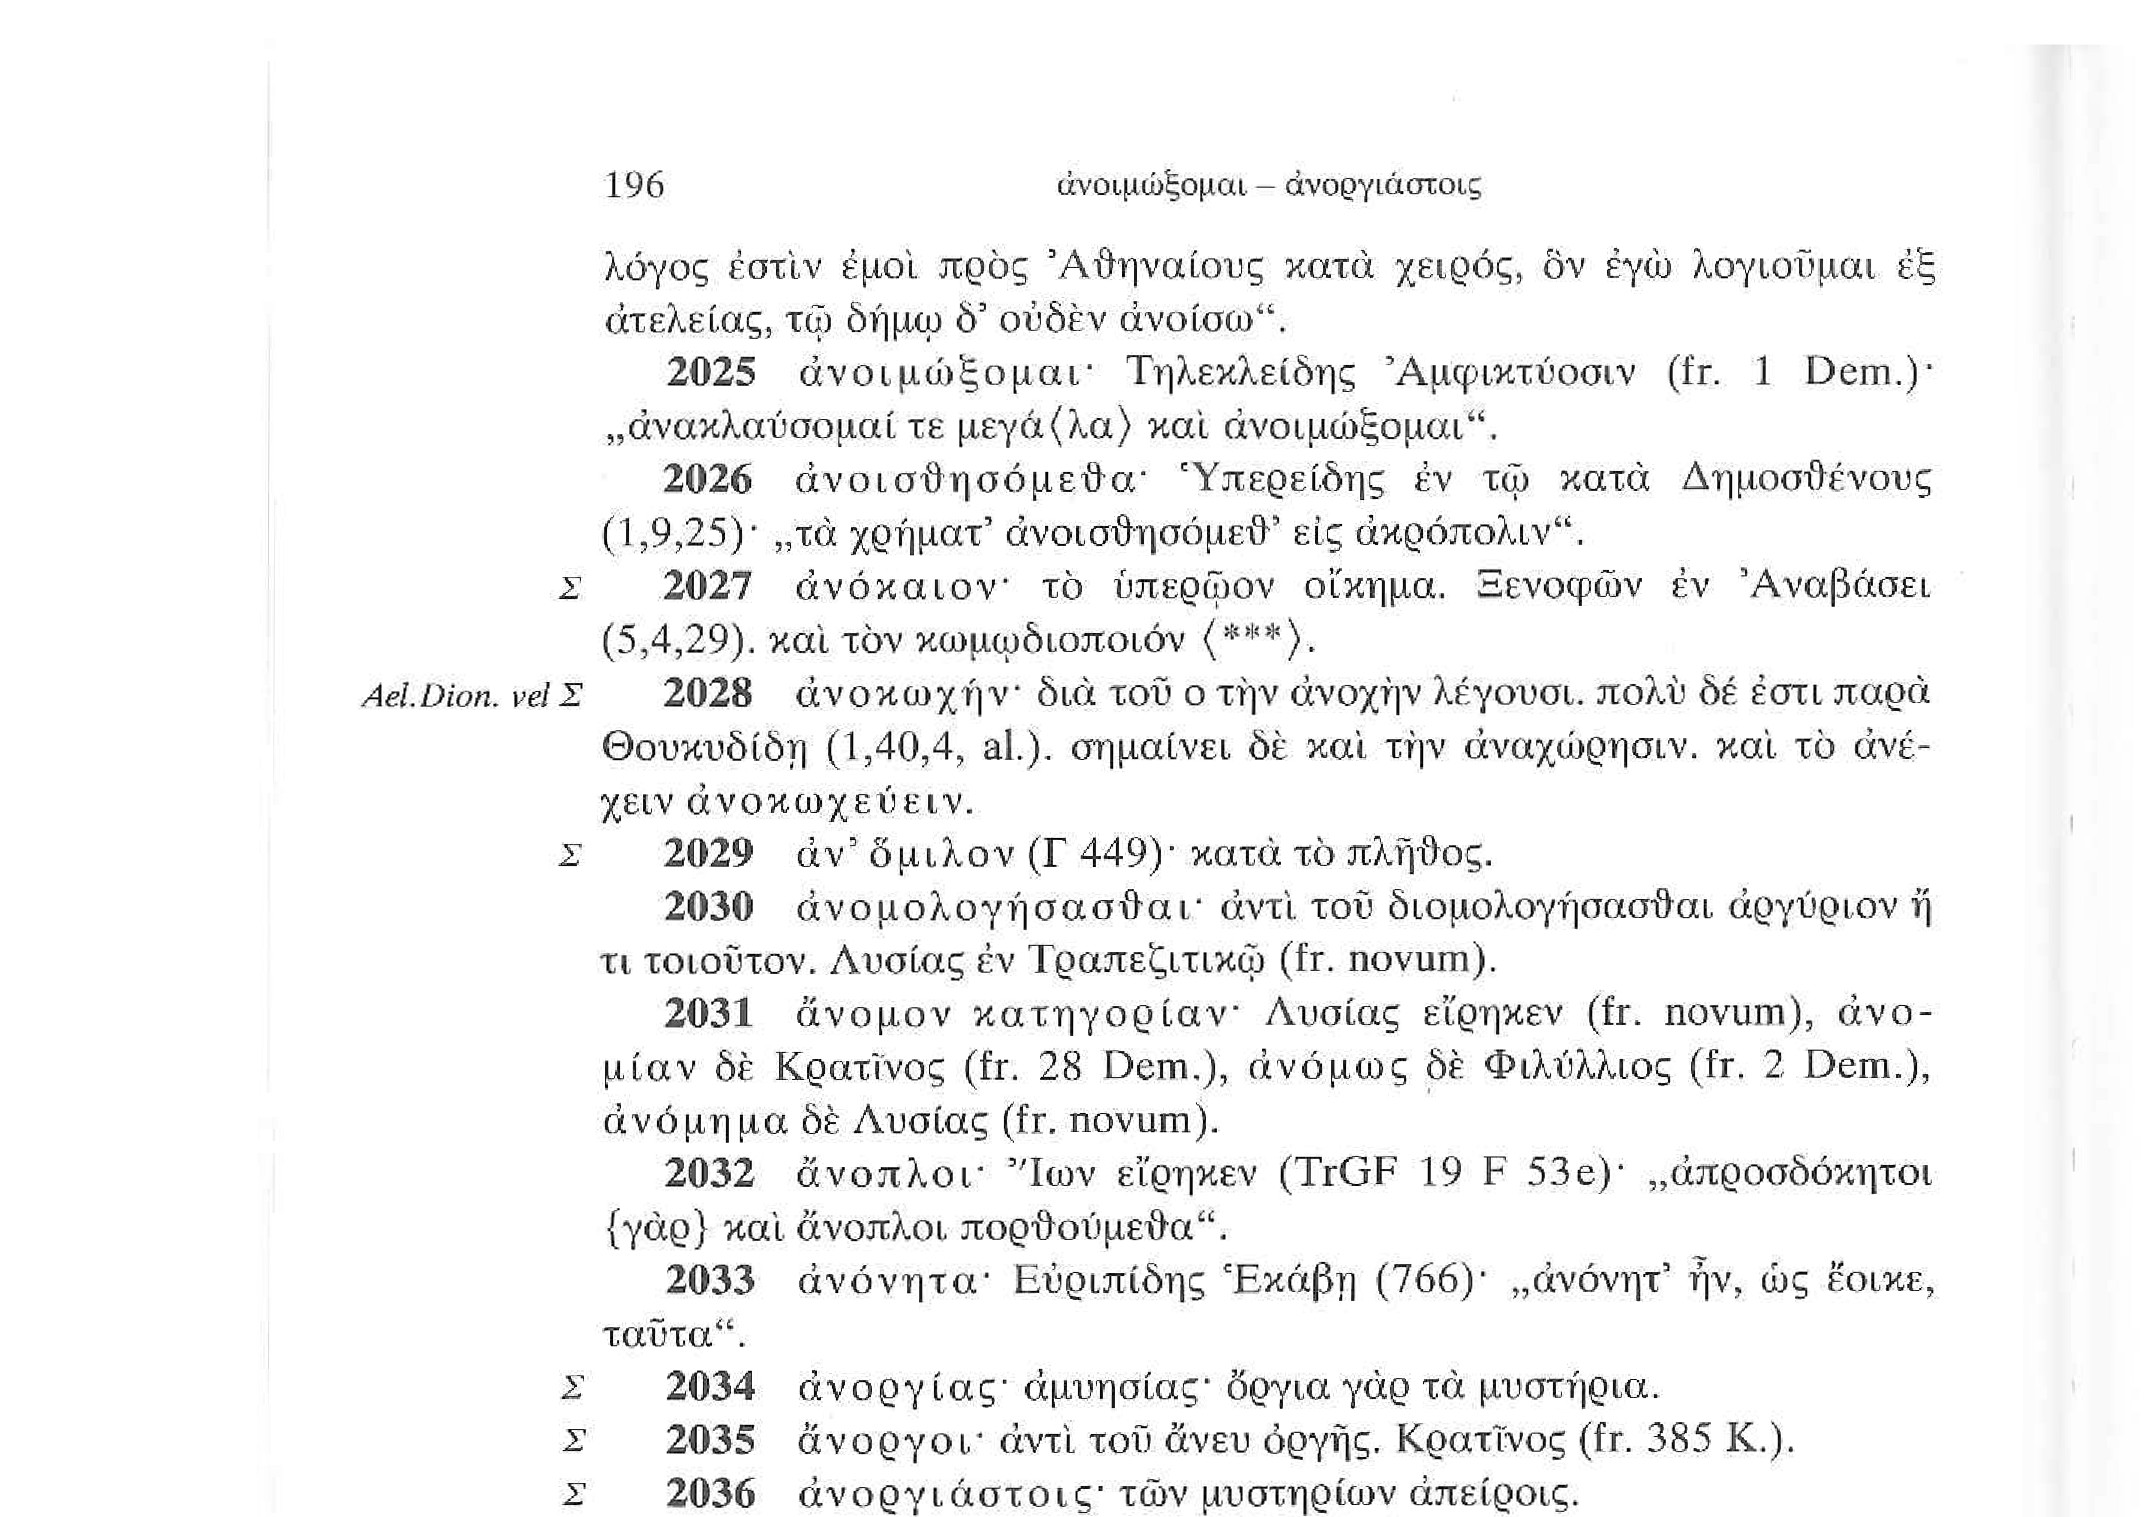 196 ἀνοιμώξομαι – ἀνοργιάστοις
λόγος ἐστὶν ἐμοὶ πρὸς Ἀθηναίους κατὰ χειρός, ὃν ἐγὼ λογιοῦμαι ἐξ
ἀτελείας, τῷ δήμῳ δ’ οὐδὲν ἀνοίσω“.
2025 ἀνοιμώξομαι· Τηλεκλείδης Ἀμφικτύοσιν (fr. 1 Dem.)·
„ἀνακλαύσομαί τε μεγά⟨λα⟩ καὶ ἀνοιμώξομαι“.
2026 ἀνοισθησόμεθα· Ὑπερείδης ἐν τῷ κατὰ Δημοσθένους
(1,9,25)· „τὰ χρήματ’ ἀνοισθησόμεθ’ εἰς ἀκρόπολιν“.
Σ 2027 ἀνόκαιον· τὸ ὑπερῷον οἴκημα. Ξενοφῶν ἐν Ἀναβάσει
(5,4,29). καὶ τὸν κωμῳδιοποιόν ⟨***⟩.
Ael.Dion. vel Σ 2028 ἀνοκωχήν· διὰ τοῦ ο τὴν ἀνοχὴν λέγουσι. πολὺ δέ ἐστι παρὰ
Θουκυδίδῃ (1,40,4, al.). σημαίνει δὲ καὶ τὴν ἀναχώρησιν. καὶ τὸ ἀνέ-
χειν ἀνοκωχεύειν.
Σ 2029 ἀν’ ὅμιλον (Γ 449)· κατὰ τὸ πλῆθος.
2030 ἀνομολογήσασθαι· ἀντὶ τοῦ διομολογήσασθαι ἀργύριον ἤ
τι τοιοῦτον. Λυσίας ἐν Τραπεζιτικῷ (fr. novum).
2031 ἄνομον κατηγορίαν· Λυσίας εἴρηκεν (fr. novum), ἀνο-
μίαν δὲ Κρατῖνος (fr. 28 Dem.), ἀνόμως δὲ Φιλύλλιος (fr. 2 Dem.),
ἀνόμημα δὲ Λυσίας (fr. novum).
2032 ἄνοπλοι· Ἴων εἴρηκεν (TrGF 19 F 53e)· „ἀπροσδόκητοι
{γὰρ} καὶ ἄνοπλοι πορθούμεθα“.
2033 ἀνόνητα· Εὐριπίδης Ἑκάβῃ (766)· „ἀνόνητ’ ἦν, ὡς ἔοικε,
ταῦτα“.
Σ 2034 ἀνοργίας· ἀμυησίας· ὄργια γὰρ τὰ μυστήρια.
Σ 2035 ἄνοργοι· ἀντὶ τοῦ ἄνευ ὀργῆς. Κρατῖνος (fr. 385 K.).
Σ 2036 ἀνοργιάστοις· τῶν μυστηρίων ἀπείροις.